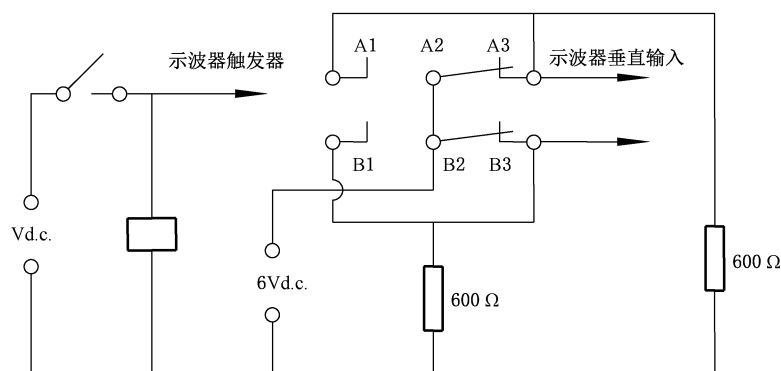 A1
A2
A3
示波器触发器
示波器垂直输入
B1
B2
B3
Vd.c.
6Vd.c.
600 Ω
600 Ω